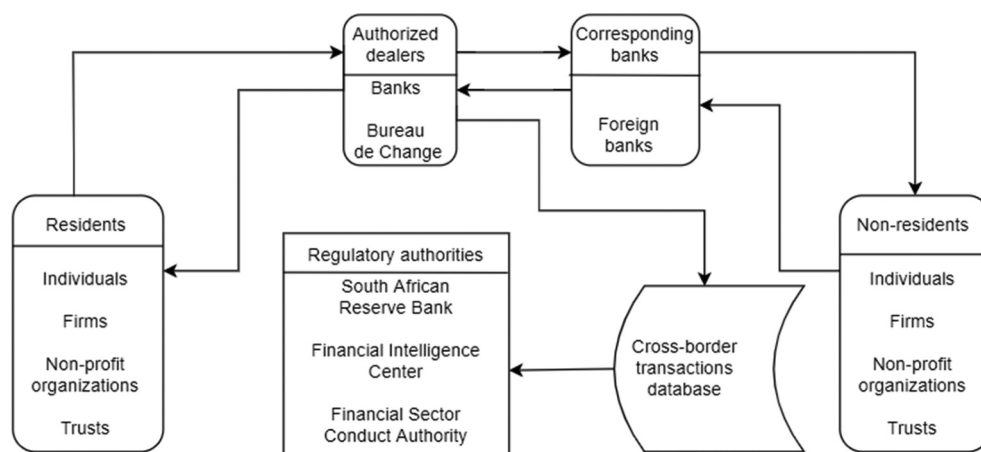 Authorized
dealers
Banks
Bureau
de Change
Corresponding
banks
Foreign
banks
Residents
Individuals
Firms
Non-profit
organizations
Trusts
Regulatory authorities
South African
Reserve Bank
Financial Intelligence
Center
Financial Sector
Conduct Authority
Cross-border
transactions
database
Non-residents
Individuals
Firms
Non-profit
organizations
Trusts